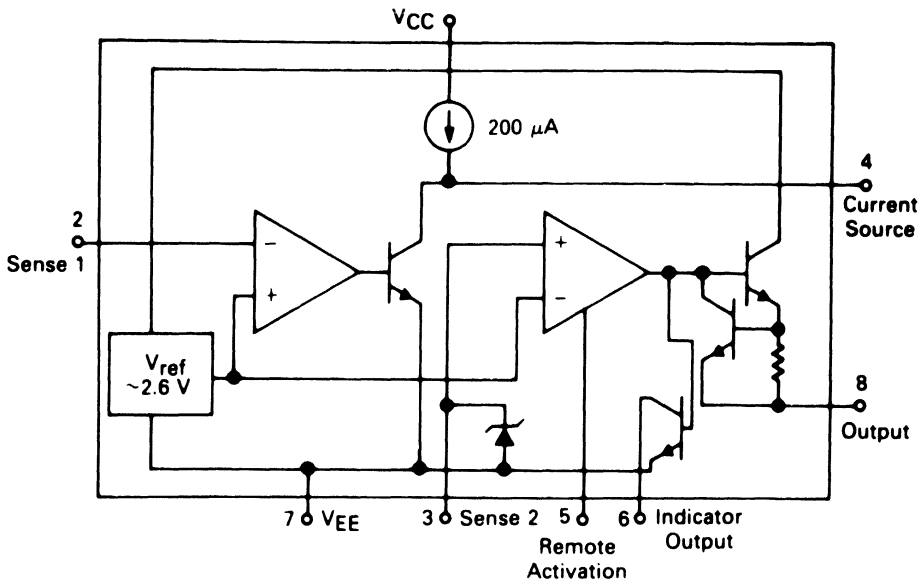 VCC
200 µA
4
Current
Source
2
Sense 1
−
+
+
−
Vref
~2.6 V
8
Output
7 VEE
3 Sense 2
5
Remote
Activation
6 Indicator
Output